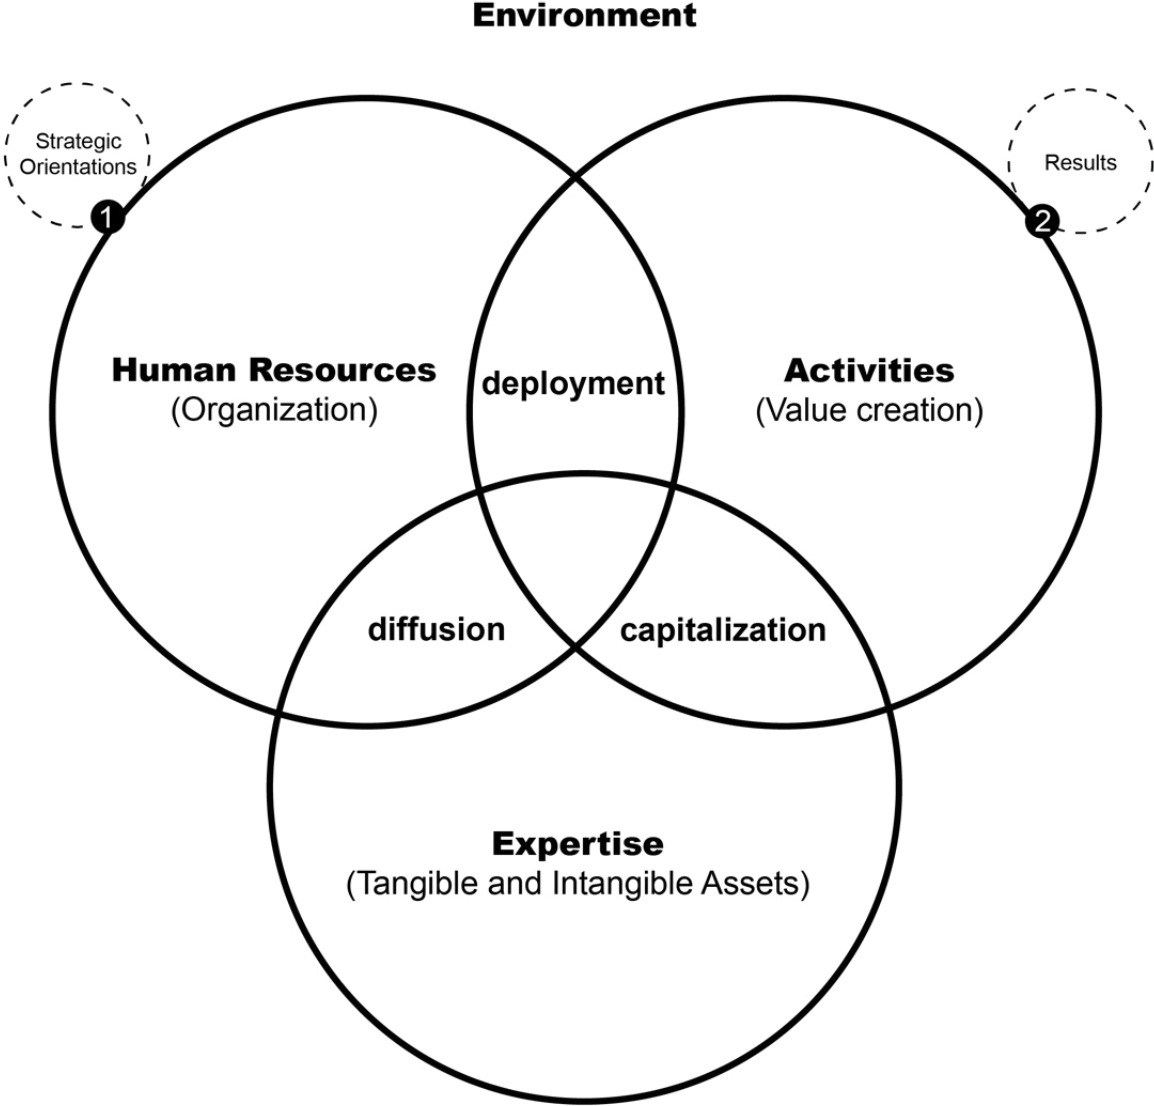 Environment
Strategic
Orientations
1
Results
2
Human Resources
(Organization)
deployment
Activities
(Value creation)
diffusion
capitalization
Expertise
(Tangible and Intangible Assets)